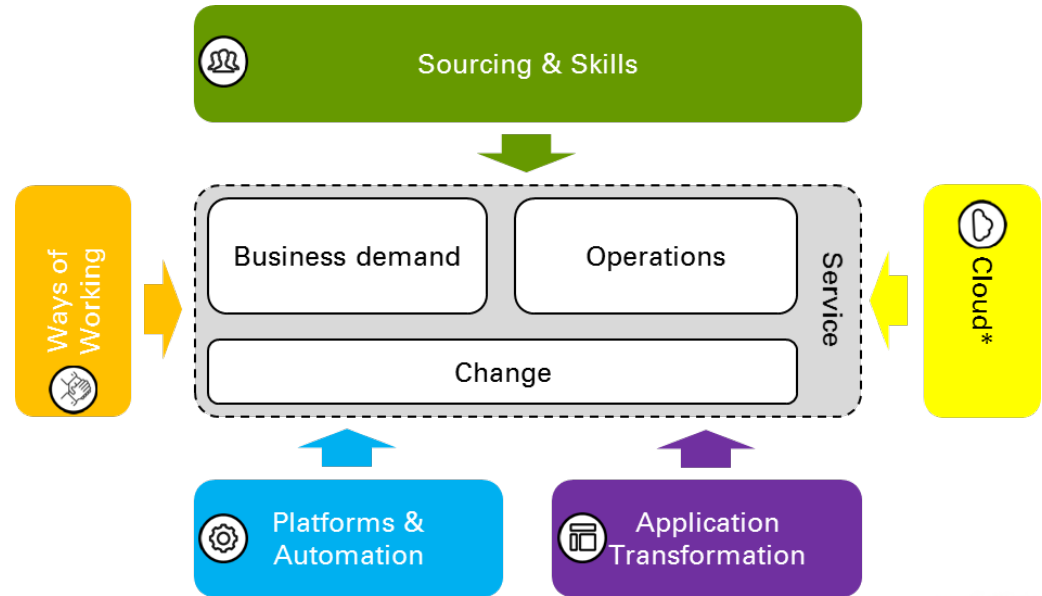 Sourcing & Skills
Ways of
Working
Business demand
Operations
Service
Cloud*
Change
Platforms &
Automation
Application
Transformation